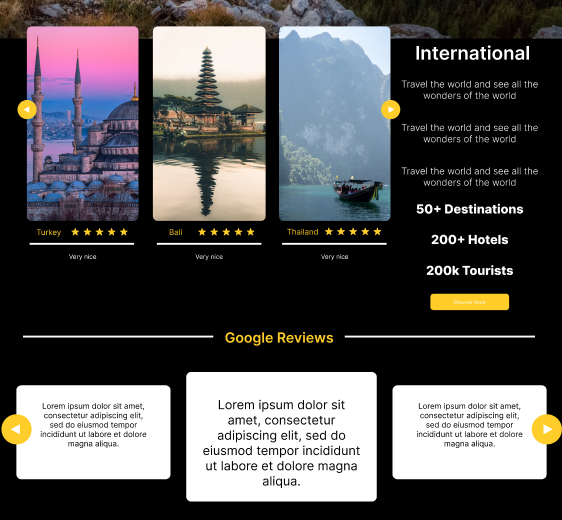 International
Travel the world and see all the
wonders of the world
Travel the world and see all the
wonders of the world
Travel the world and see all the
wonders of the world
50+ Destinations
200+ Hotels
200k Tourists
Discover More
Turkey
Very nice
Bali
Very nice
Thailand
Very nice
Google Reviews
Lorem ipsum dolor sit amet,
consectetur adipiscing elit,
sed do eiusmod tempor
incididunt ut labore et dolore
magna aliqua.
Lorem ipsum dolor sit
amet, consectetur
adipiscing elit, sed do
eiusmod tempor incididunt
ut labore et dolore magna
aliqua.
Lorem ipsum dolor sit amet,
consectetur adipiscing elit,
sed do eiusmod tempor
incididunt ut labore et dolore
magna aliqua.